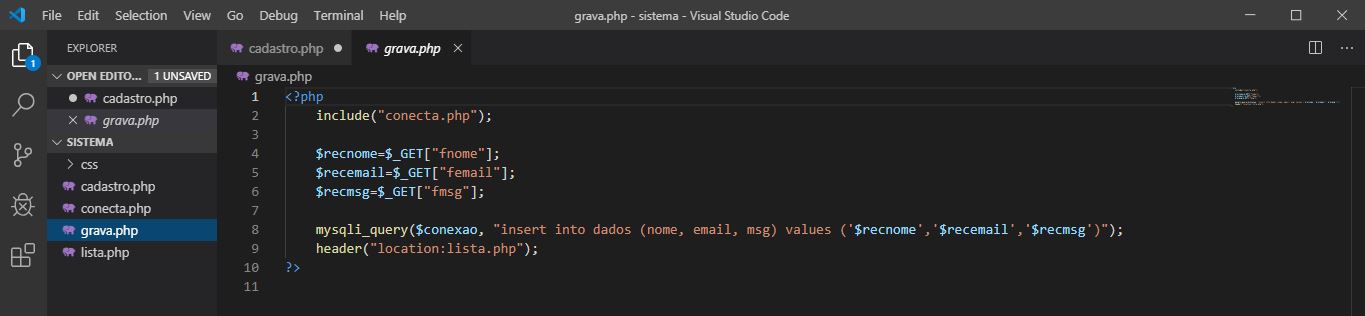 File Edit Selection View Go Debug Terminal Help grava.php - sistema - Visual Studio Code
EXPLORER
cadastro.php
grava.php
OPEN EDITO... 1 UNSAVED
cadastro.php
grava.php
SISTEMA
css
cadastro.php
conecta.php
grava.php
lista.php
1
grava.php
1 <?php
2 include("conecta.php");
3
4 $recnome=$_GET["fnome"];
5 $recemail=$_GET["femail"];
6 $recmsg=$_GET["fmsg"];
7
8 mysqli_query($conexao, "insert into dados (nome, email, msg) values ('$recnome','$recemail','$recmsg')");
9 header("location:lista.php");
10 ?>
11